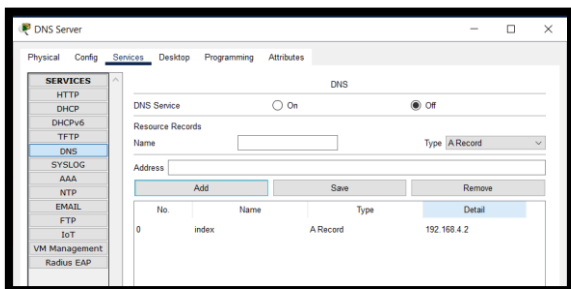 DNS Server
Physical Config Services Desktop Programming Attributes
SERVICES
HTTP
DHCP
DHCPv6
TFTP
DNS
SYSLOG
AAA
NTP
EMAIL
FTP
IoT
VM Management
Radius EAP
DNS
DNS Service On Off
Resource Records
Name Type A Record
Address
Add Save Remove
No. Name Type Detail
0 index A Record 192.168.4.2